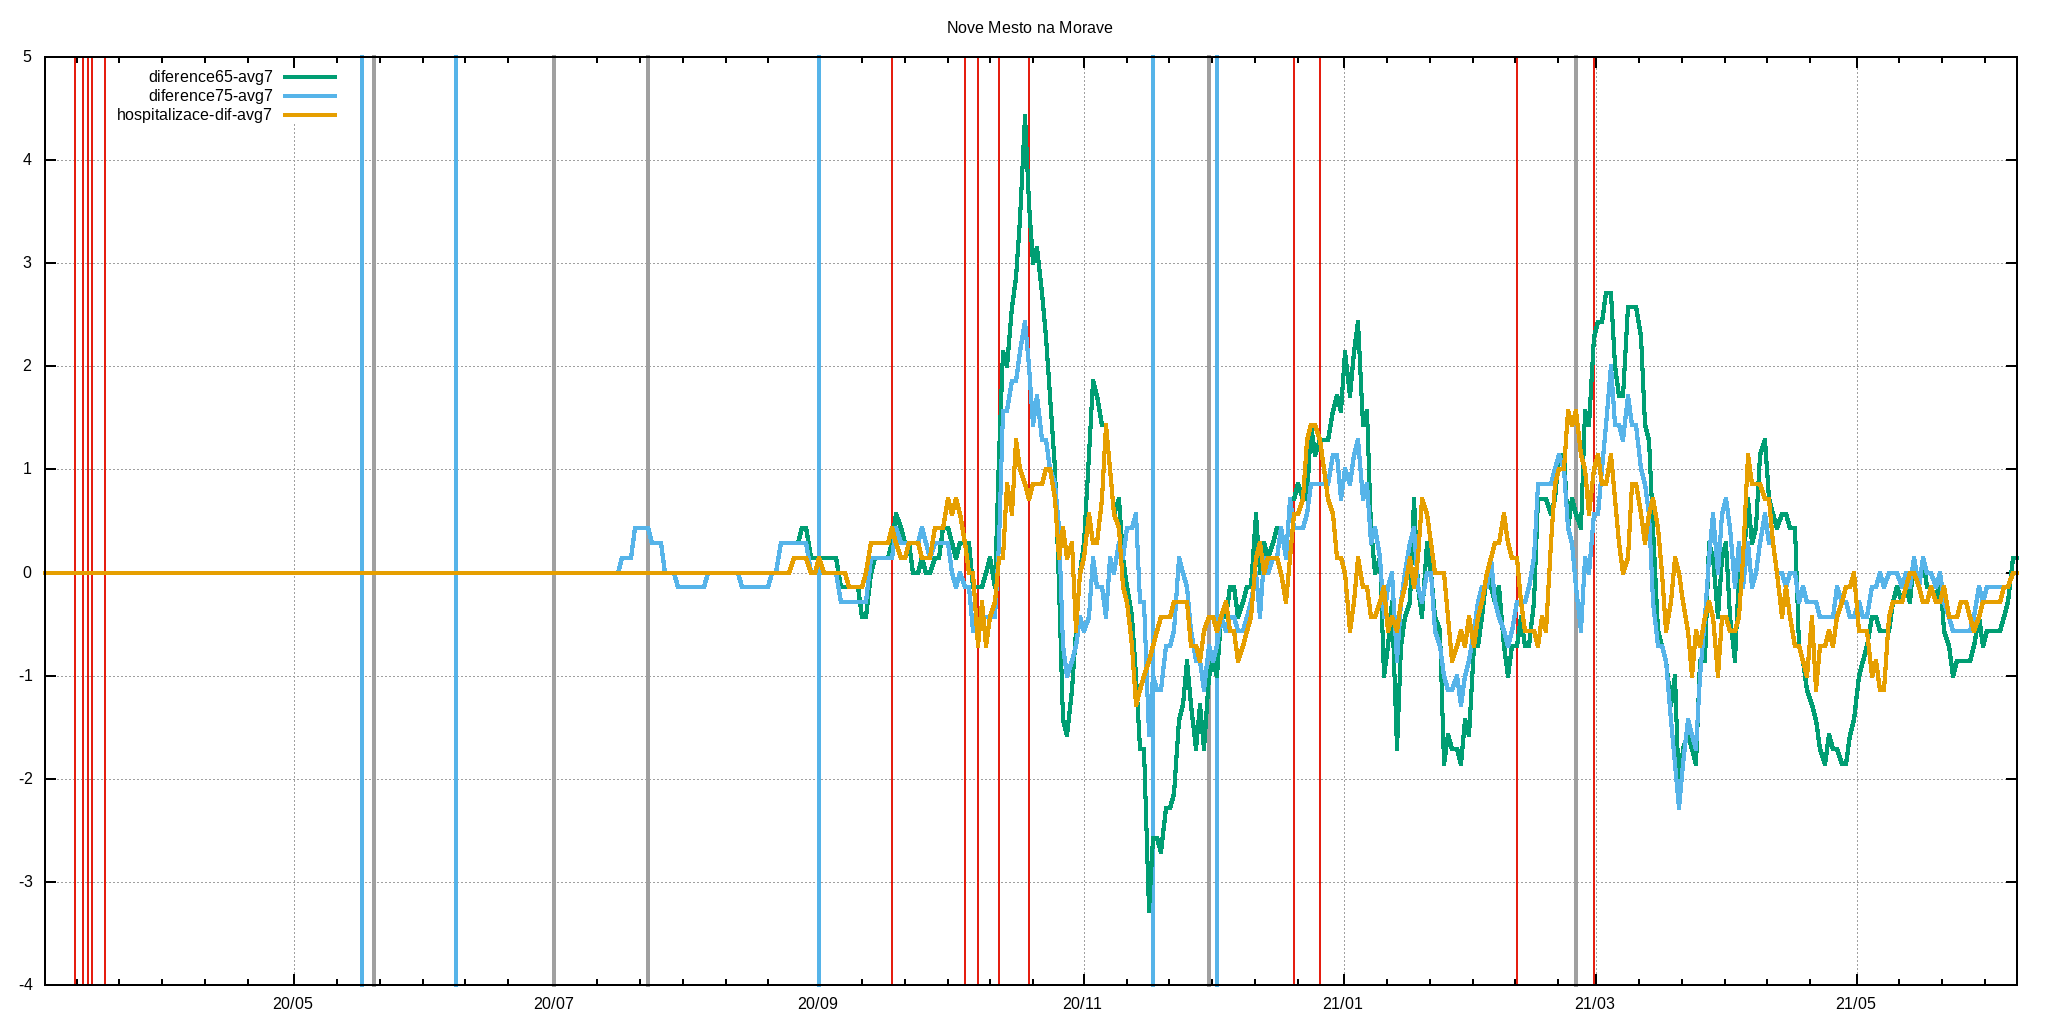 Nove Mesto na Morave
5
4
3
2
1
0
-1
-2
-3
-4
diference65-avg7
diference75-avg7
hospitalizace-dif-avg7
20/05 20/07 20/09 20/11 21/01 21/03 21/05